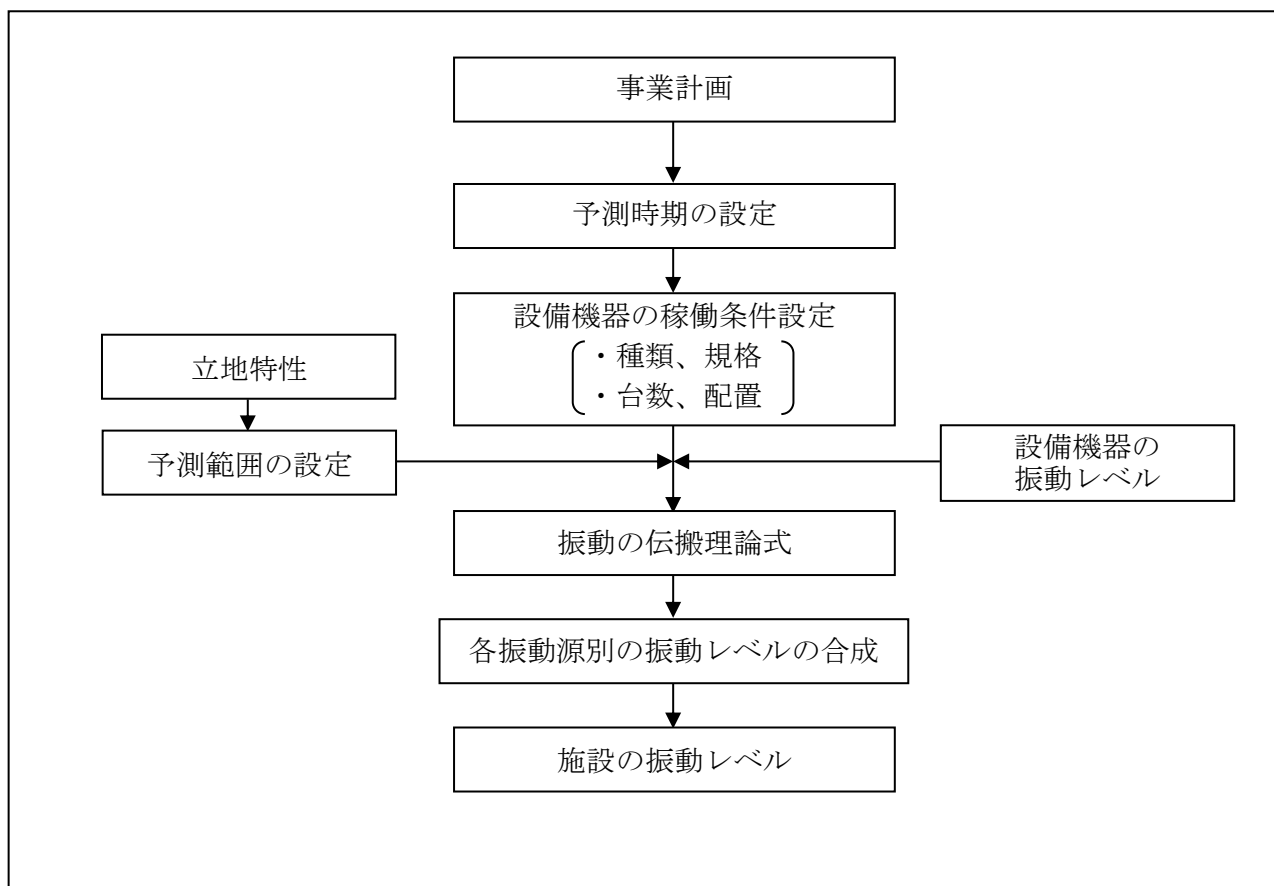 事業計画
予測時期の設定
設備機器の稼働条件設定
・種類、規格
・台数、配置
立地特性
予測範囲の設定
設備機器の
振動レベル
振動の伝搬理論式
各振動源別の振動レベルの合成
施設の振動レベル